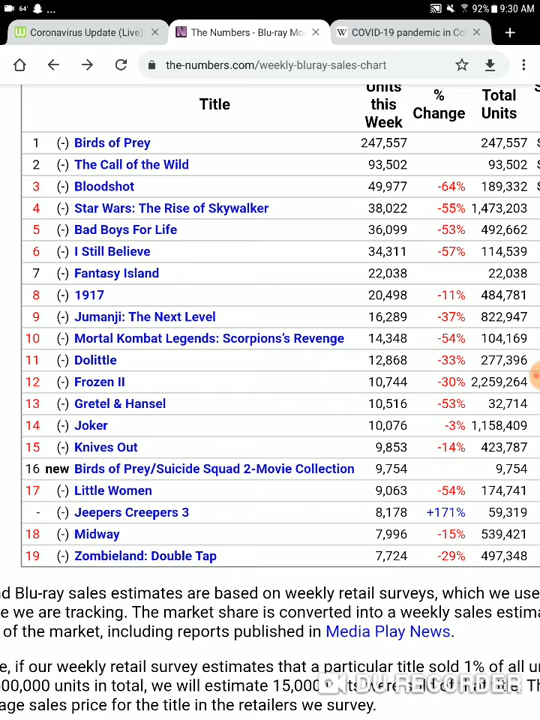 64° 92% 9:30 AM
Coronavirus Update (Live) × The Numbers - Blu-ray Mo × COVID-19 pandemic in Co ×
the-numbers.com/weekly-bluray-sales-chart
Title Units this Week % Change Total Units
1 (-) Birds of Prey 247,557 247,557
2 (-) The Call of the Wild 93,502 93,502
3 (-) Bloodshot 49,977 -64% 189,332
4 (-) Star Wars: The Rise of Skywalker 38,022 -55% 1,473,203
5 (-) Bad Boys For Life 36,099 -53% 492,662
6 (-) I Still Believe 34,311 -57% 114,539
7 (-) Fantasy Island 22,038 22,038
8 (-) 1917 20,498 -11% 484,781
9 (-) Jumanji: The Next Level 16,289 -37% 822,947
10 (-) Mortal Kombat Legends: Scorpions's Revenge 14,348 -54% 104,169
11 (-) Dolittle 12,868 -33% 277,396
12 (-) Frozen II 10,744 -30% 2,259,264
13 (-) Gretel & Hansel 10,516 -53% 32,714
14 (-) Joker 10,076 -3% 1,158,409
15 (-) Knives Out 9,853 -14% 423,787
16 new Birds of Prey/Suicide Squad 2-Movie Collection 9,754 9,754
17 (-) Little Women 9,063 -54% 174,741
- (-) Jeepers Creepers 3 8,178 +171% 59,319
18 (-) Midway 7,996 -15% 539,421
19 (-) Zombieland: Double Tap 7,724 -29% 497,348
nd Blu-ray sales estimates are based on weekly retail surveys, which we use
e we are tracking. The market share is converted into a weekly sales estima
of the market, including reports published in Media Play News.
e, if our weekly retail survey estimates that a particular title sold 1% of all un
00,000 units in total, we will estimate 15,000 were sold of that title. Th
age sales price for the title in the retailers we survey.
DU RECORDER